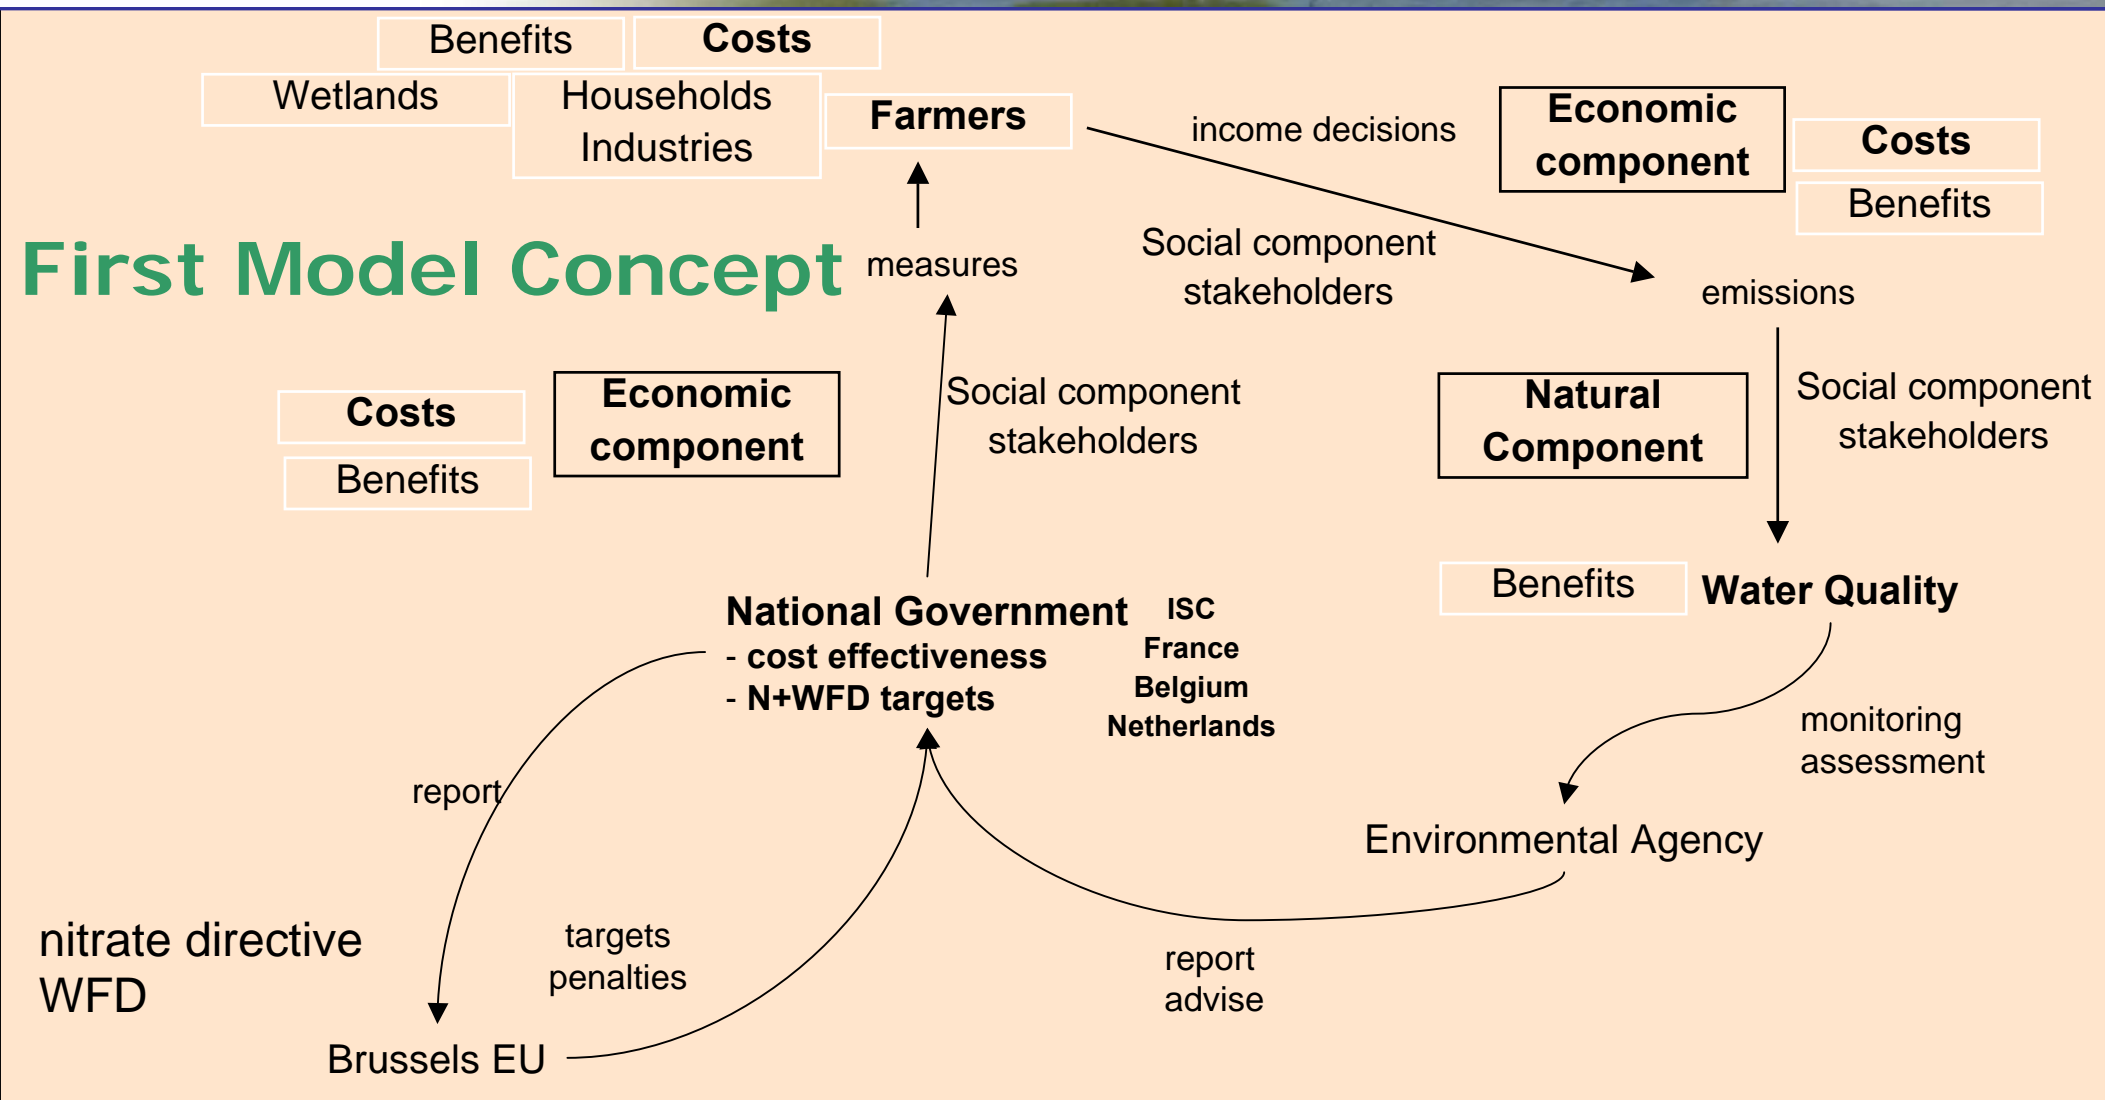 Benefits
Costs
Wetlands
Households
Industries
Farmers
income decisions
Economic
component
Costs
Benefits
First Model Concept
measures
Social component
stakeholders
emissions
Costs
Benefits
Economic
component
Social component
stakeholders
Natural
Component
Social component
stakeholders
Benefits
Water Quality
National Government
- cost effectiveness
- N+WFD targets
ISC
France
Belgium
Netherlands
monitoring
assessment
report
Environmental Agency
nitrate directive
WFD
targets
penalties
report
advise
Brussels EU